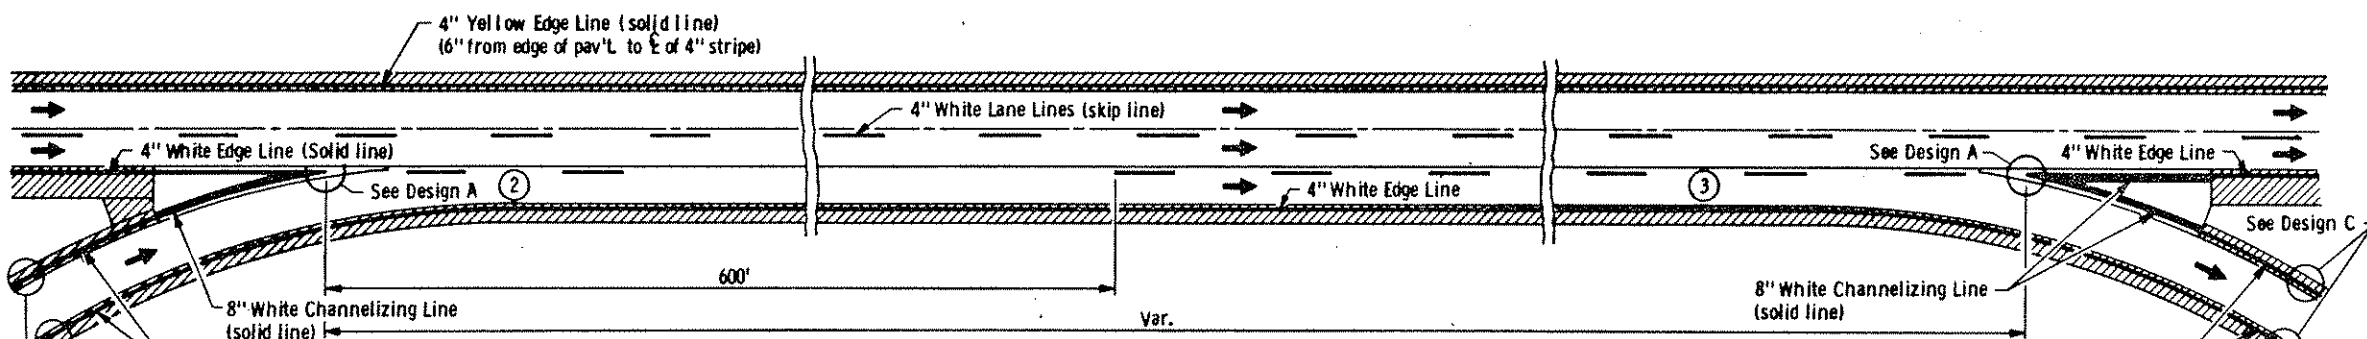 4" Yellow Edge Line (solid line)
(6" from edge of pav't. to ℄ of 4" stripe)
4" White Lane Lines (skip line)
4" White Edge Line (Solid line)
See Design A
4" White Edge Line
See Design A
2
4" White Edge Line
3
See Design C
600'
8" White Channelizing Line
(solid line)
8" White Channelizing Line
(solid line)
Var.